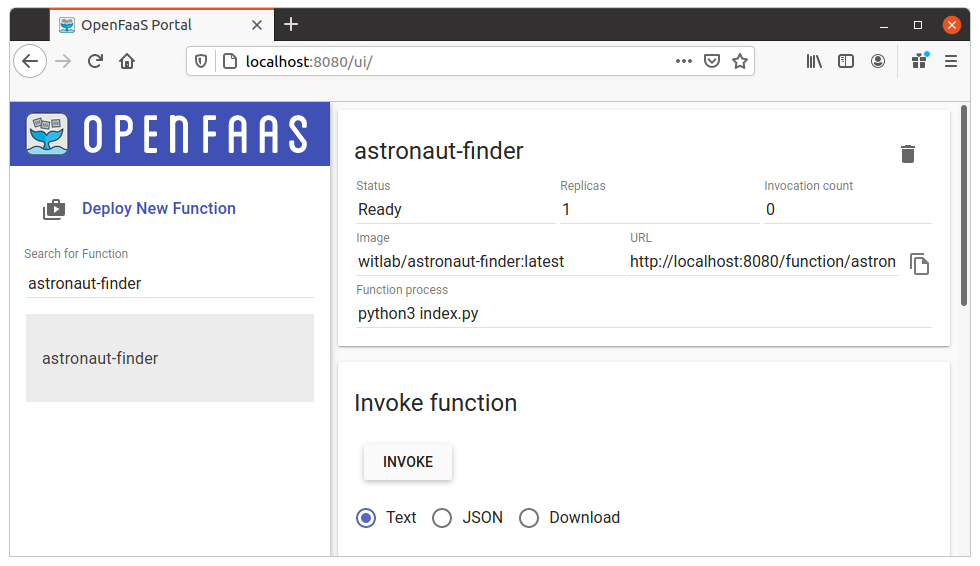 OpenFaaS Portal
localhost:8080/ui/
OPENFAAS
Deploy New Function
Search for Function
astronaut-finder
astronaut-finder
astronaut-finder
Status
Replicas
Invocation count
Ready
1
0
Image
URL
witlab/astronaut-finder:latest
http://localhost:8080/function/astron
Function process
python3 index.py
Invoke function
INVOKE
Text
JSON
Download